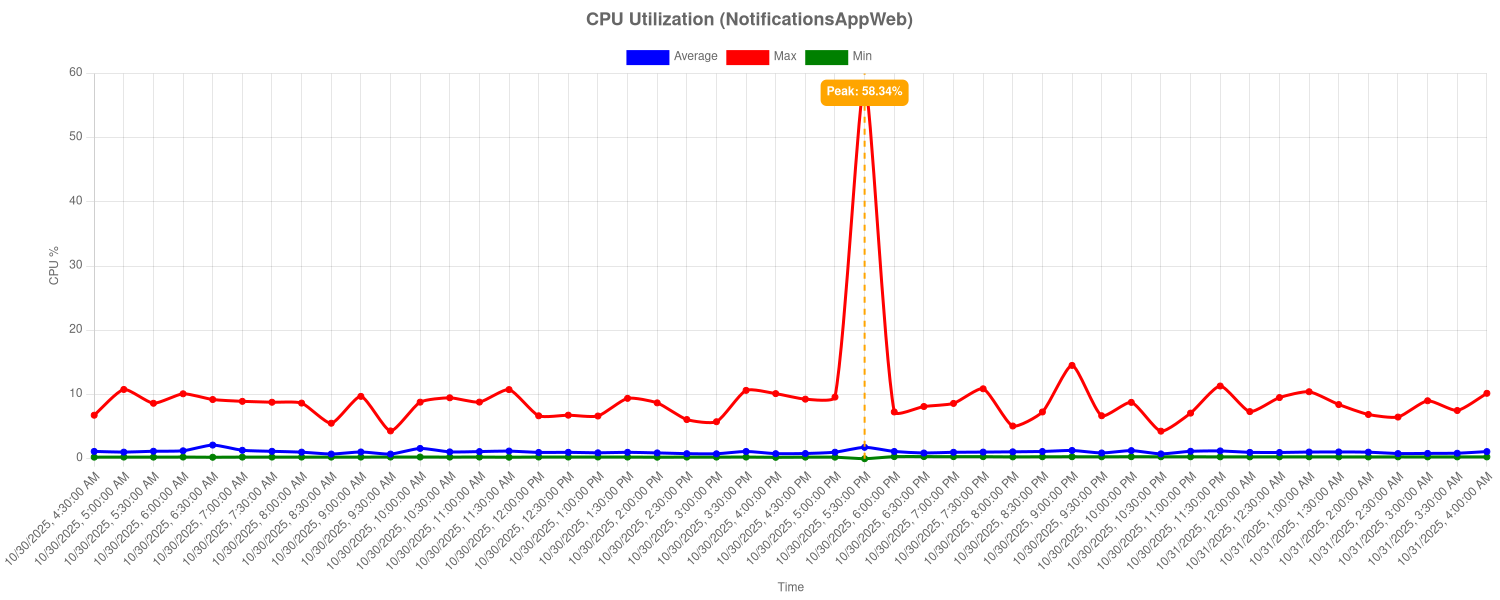 CPU Utilization (NotificationsAppWeb)
Average Max Min
Peak: 58.34%
60
50
40
30
20
10
0
CPU %
10/30/2025, 4:30:00 AM
10/30/2025, 5:00:00 AM
10/30/2025, 5:30:00 AM
10/30/2025, 6:00:00 AM
10/30/2025, 6:30:00 AM
10/30/2025, 7:00:00 AM
10/30/2025, 7:30:00 AM
10/30/2025, 8:00:00 AM
10/30/2025, 8:30:00 AM
10/30/2025, 9:00:00 AM
10/30/2025, 9:30:00 AM
10/30/2025, 10:00:00 AM
10/30/2025, 10:30:00 AM
10/30/2025, 11:00:00 AM
10/30/2025, 11:30:00 AM
10/30/2025, 12:00:00 PM
10/30/2025, 12:30:00 PM
10/30/2025, 1:00:00 PM
10/30/2025, 1:30:00 PM
10/30/2025, 2:00:00 PM
10/30/2025, 2:30:00 PM
10/30/2025, 3:00:00 PM
10/30/2025, 3:30:00 PM
10/30/2025, 4:00:00 PM
10/30/2025, 4:30:00 PM
10/30/2025, 5:00:00 PM
10/30/2025, 5:30:00 PM
10/30/2025, 6:00:00 PM
10/30/2025, 6:30:00 PM
10/30/2025, 7:00:00 PM
10/30/2025, 7:30:00 PM
10/30/2025, 8:00:00 PM
10/30/2025, 8:30:00 PM
10/30/2025, 9:00:00 PM
10/30/2025, 9:30:00 PM
10/30/2025, 10:00:00 PM
10/30/2025, 10:30:00 PM
10/30/2025, 11:00:00 PM
10/30/2025, 11:30:00 PM
10/31/2025, 12:00:00 AM
10/31/2025, 12:30:00 AM
10/31/2025, 1:00:00 AM
10/31/2025, 1:30:00 AM
10/31/2025, 2:00:00 AM
10/31/2025, 2:30:00 AM
10/31/2025, 3:00:00 AM
10/31/2025, 3:30:00 AM
10/31/2025, 4:00:00 AM
Time